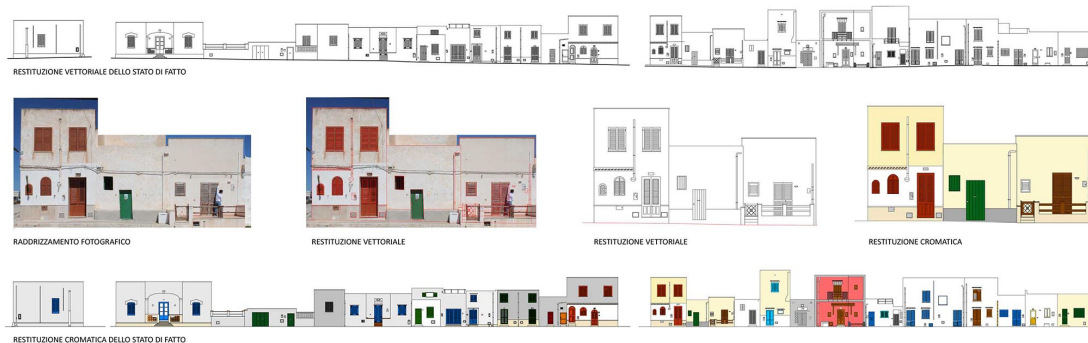 RESTITUZIONE VETTORIALE DELLO STATO DI FATTO
RADDRIZZAMENTO FOTOGRAFICO
RESTITUZIONE VETTORIALE
RESTITUZIONE VETTORIALE
RESTITUZIONE CROMATICA
RESTITUZIONE CROMATICA DELLO STATO DI FATTO